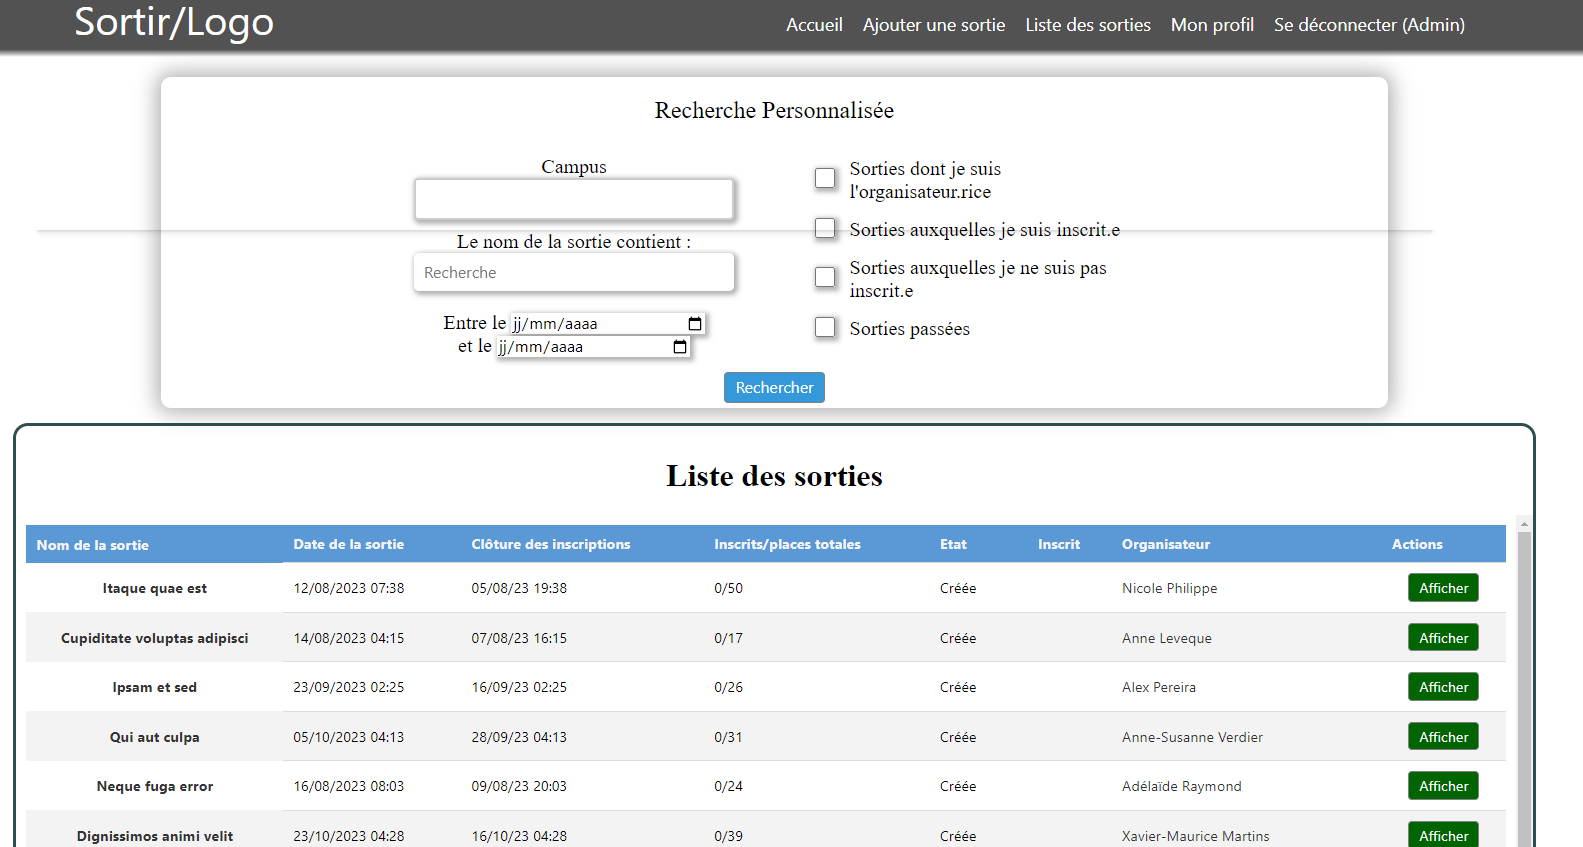 Sortir/Logo
Accueil Ajouter une sortie Liste des sorties Mon profil Se déconnecter (Admin)
Recherche Personnalisée
Campus
Le nom de la sortie contient :
Recherche
Entre le jj/mm/aaaa
et le jj/mm/aaaa
Sorties dont je suis
l'organisateur.rice
Sorties auxquelles je suis inscrit.e
Sorties auxquelles je ne suis pas
inscrit.e
Sorties passées
Rechercher
Liste des sorties
Nom de la sortie Date de la sortie Clôture des inscriptions Inscrits/places totales Etat Inscrit Organisateur Actions
Itaque quae est 12/08/2023 07:38 05/08/23 19:38 0/50 Créée Nicole Philippe Afficher
Cupiditate voluptas adipisci 14/08/2023 04:15 07/08/23 16:15 0/17 Créée Anne Leveque Afficher
Ipsam et sed 23/09/2023 02:25 16/09/23 02:25 0/26 Créée Alex Pereira Afficher
Qui aut culpa 05/10/2023 04:13 28/09/23 04:13 0/31 Créée Anne-Susanne Verdier Afficher
Neque fuga error 16/08/2023 08:03 09/08/23 20:03 0/24 Créée Adélaïde Raymond Afficher
Dignissimos animi velit 23/10/2023 04:28 16/10/23 04:28 0/39 Créée Xavier-Maurice Martins Afficher